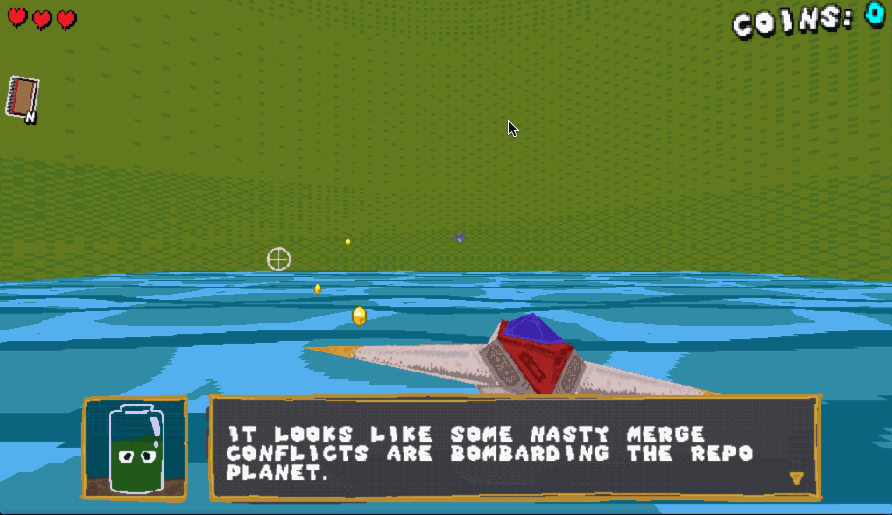 COINS: 0
N
IT LOOKS LIKE SOME NASTY MERGE
CONFLICTS ARE BOMBARDING THE REPO
PLANET.